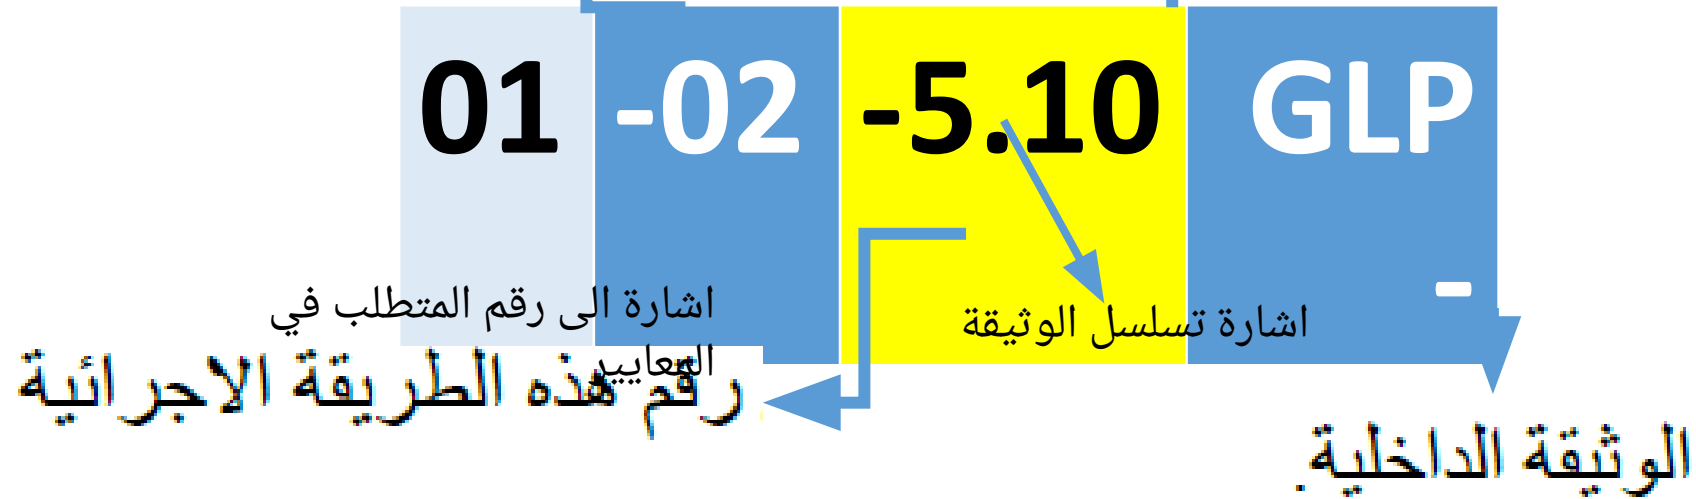 01 -02 -5.10 GLP
-
اشارة الى رقم المتطلب في
المعايير
اشارة تسلسل الوثيقة
رقم هذه الطريقة الاجرائية
الوثيقة الداخلية.